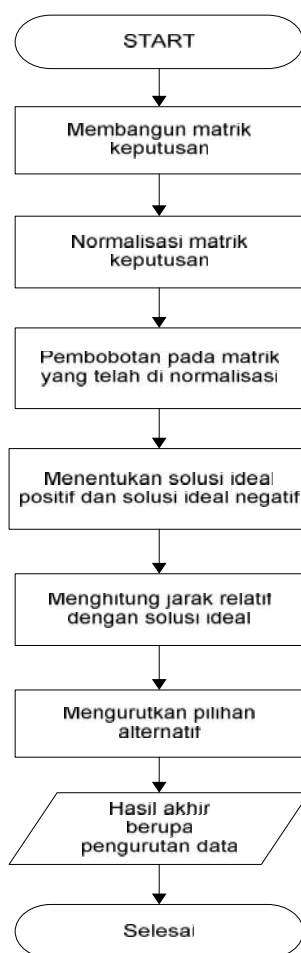 START
Membangun matrik
keputusan
Normalisasi matrik
keputusan
Pembobotan pada matrik
yang telah di normalisasi
Menentukan solusi ideal
positif dan solusi ideal negatif
Menghitung jarak relatif
dengan solusi ideal
Mengurutkan pilihan
alternatif
Hasil akhir
berupa
pengurutan data
Selesai